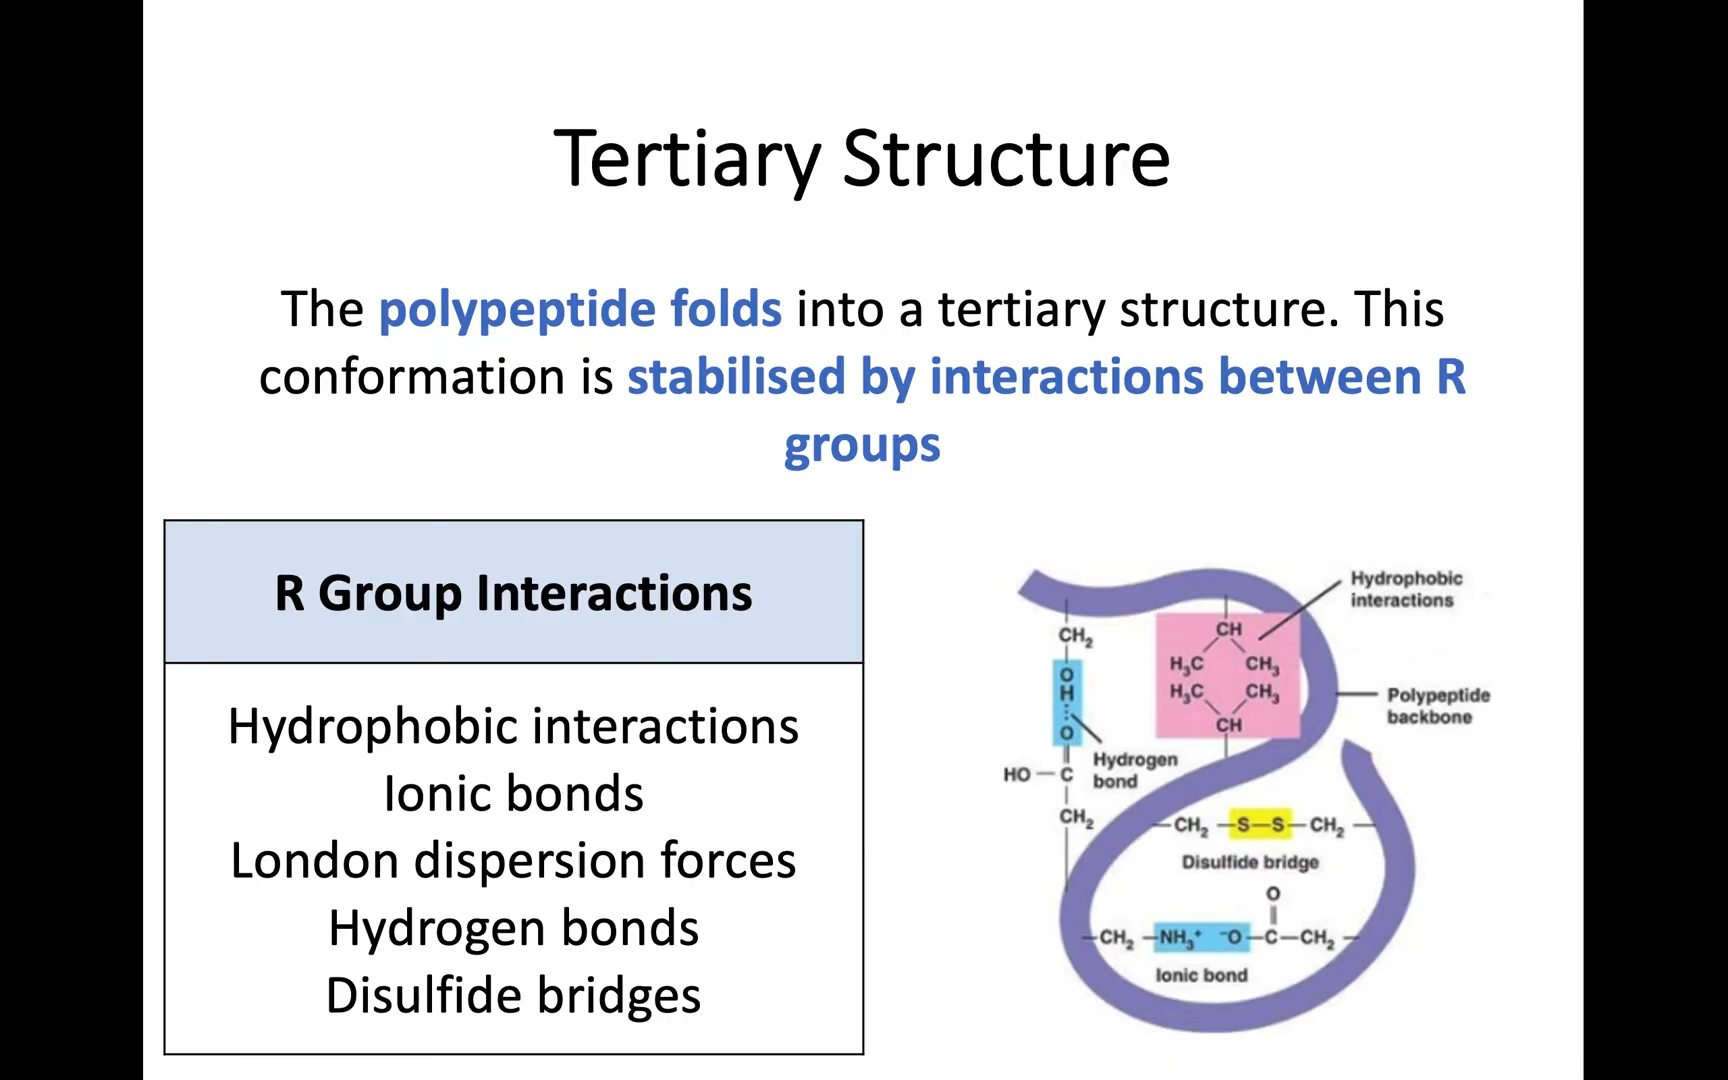 Tertiary Structure
The polypeptide folds into a tertiary structure. This
conformation is stabilised by interactions between R
groups
R Group Interactions
Hydrophobic interactions
Ionic bonds
London dispersion forces
Hydrogen bonds
Disulfide bridges
Hydrophobic
interactions
CH₂
CH
O
H₃C CH₃
H
H₃C CH₃
Polypeptide
backbone
O
CH
Hydrogen
bond
HO — C
CH₂
— CH₂ — S — S — CH₂ —
Disulfide bridge
O
— CH₂ — NH₃⁺ ⁻O — C — CH₂ —
Ionic bond